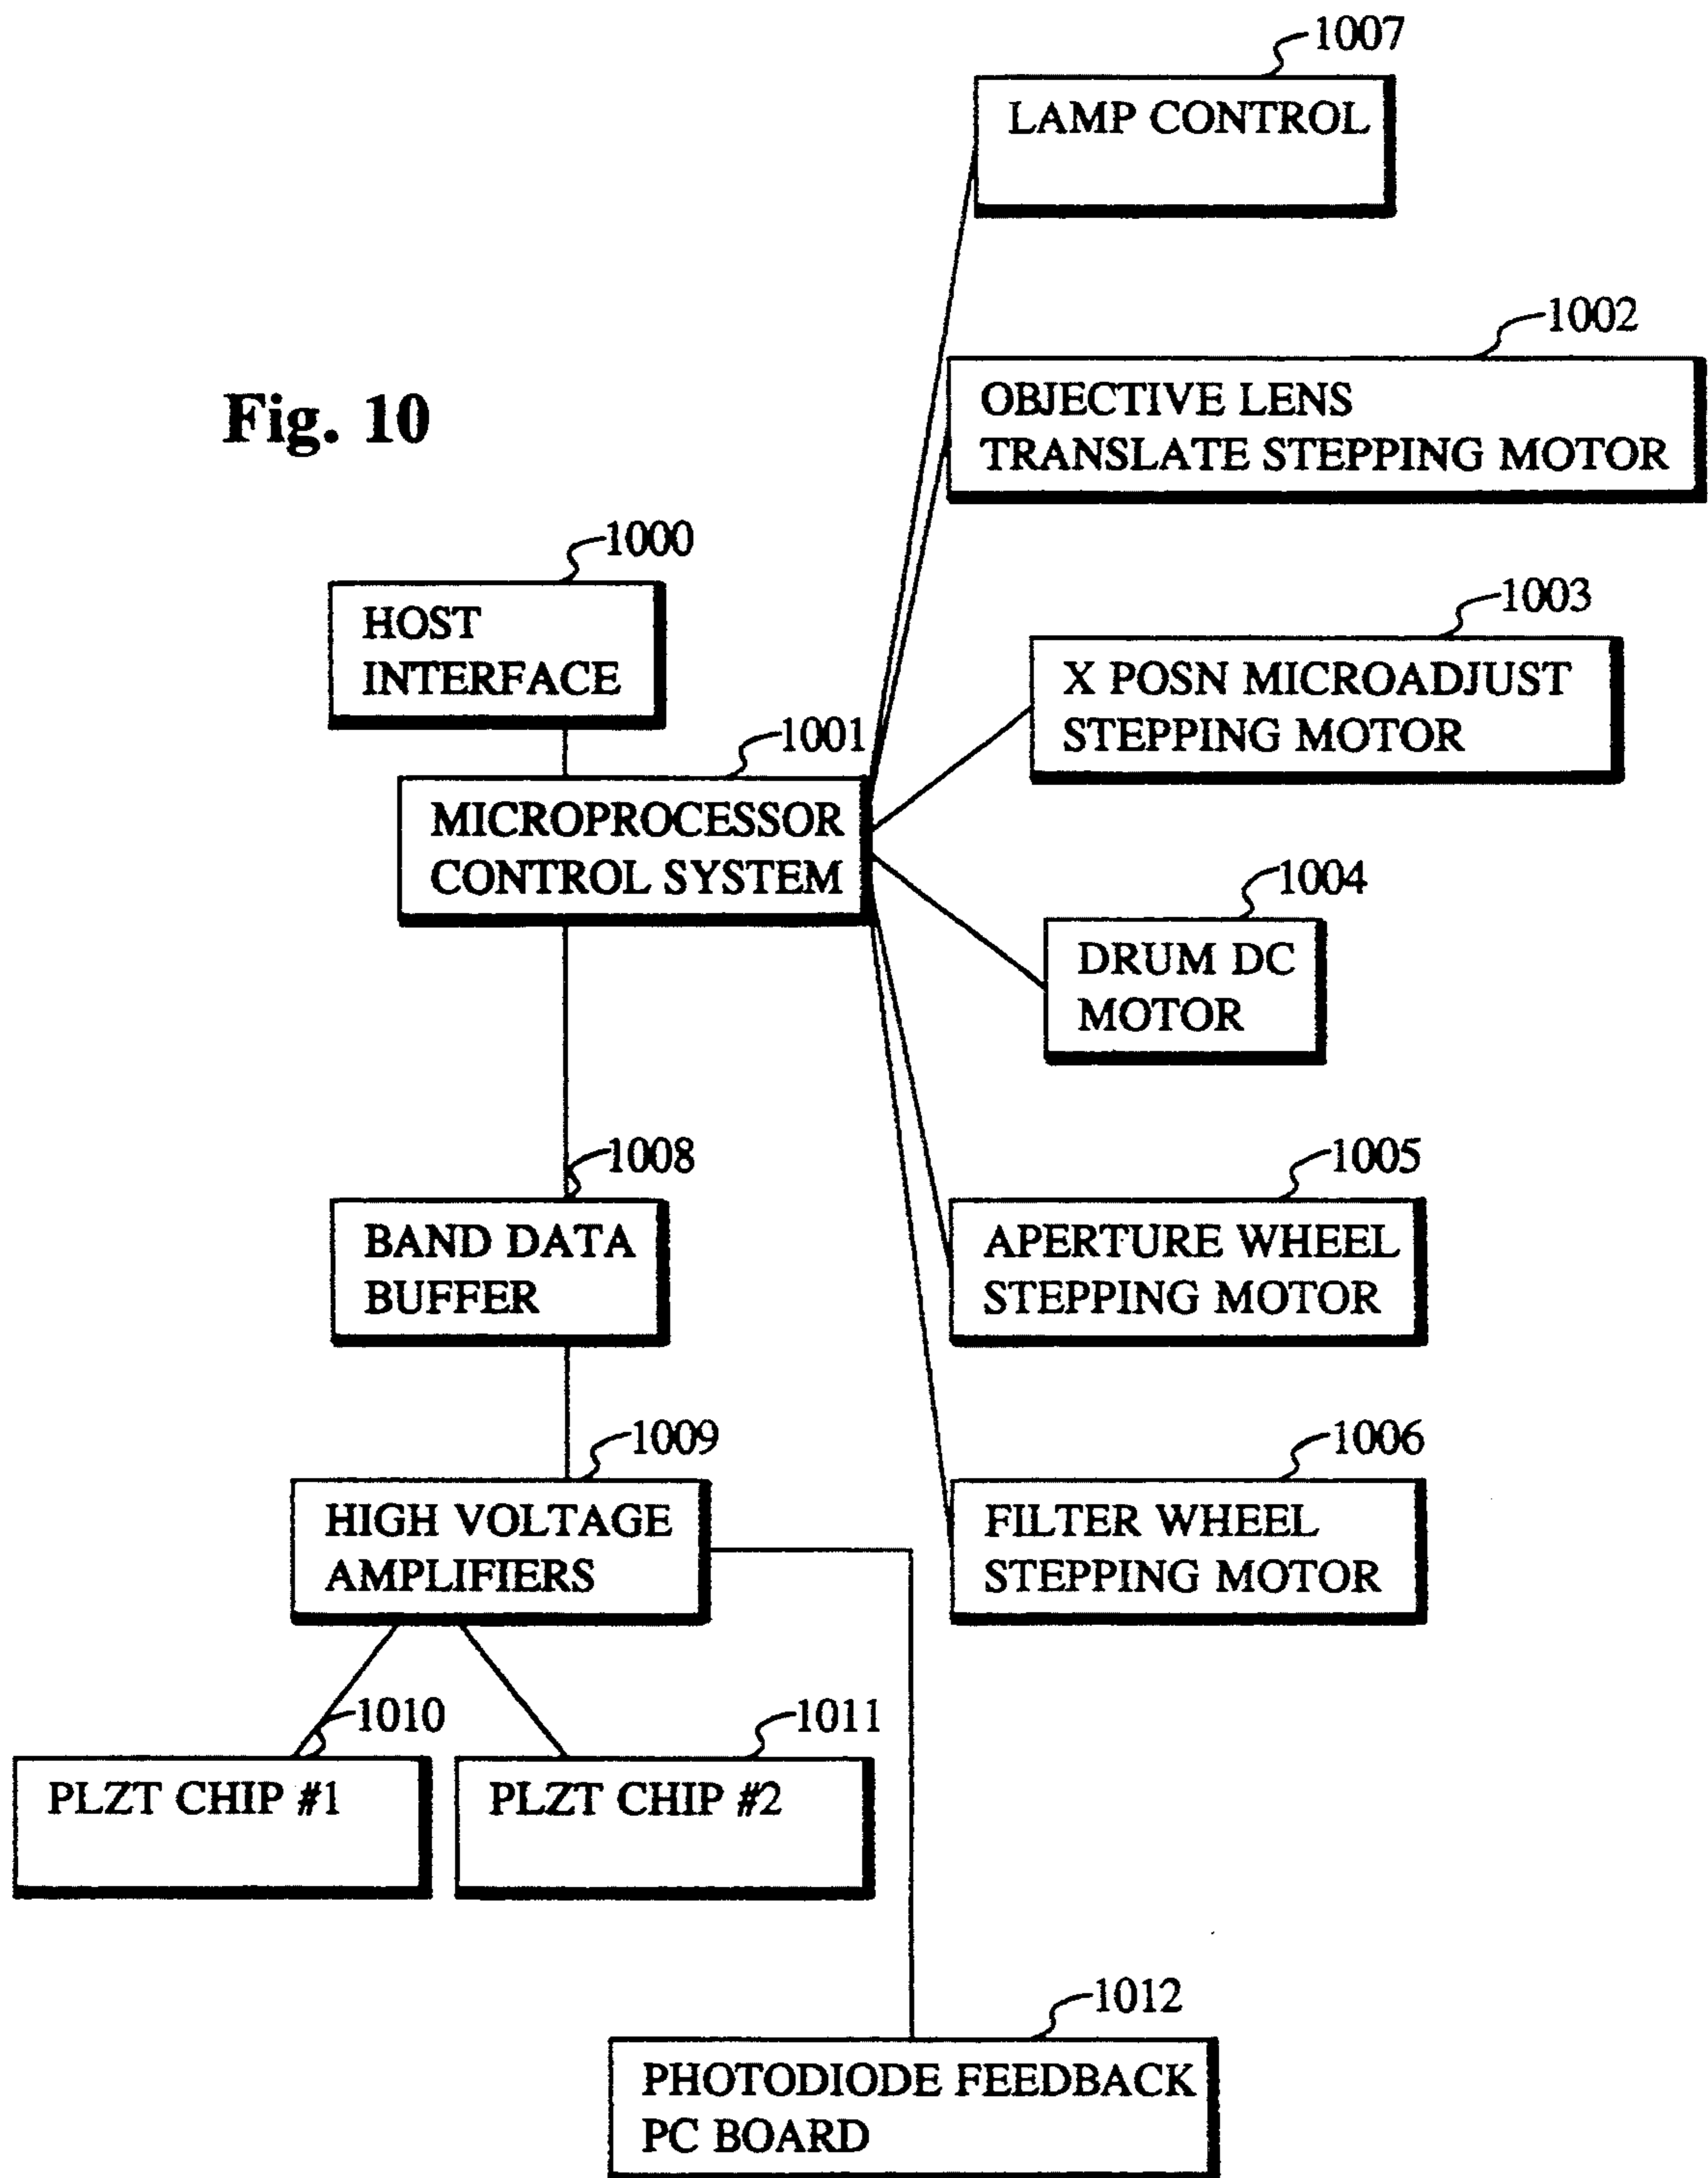 1007
LAMP CONTROL
1002
OBJECTIVE LENS
TRANSLATE STEPPING MOTOR
Fig. 10
1000
HOST
INTERFACE
1003
X POSN MICROADJUST
STEPPING MOTOR
1001
MICROPROCESSOR
CONTROL SYSTEM
1004
DRUM DC
MOTOR
1008
BAND DATA
BUFFER
1005
APERTURE WHEEL
STEPPING MOTOR
1009
HIGH VOLTAGE
AMPLIFIERS
1006
FILTER WHEEL
STEPPING MOTOR
1010
PLZT CHIP #1
1011
PLZT CHIP #2
1012
PHOTODIODE FEEDBACK
PC BOARD